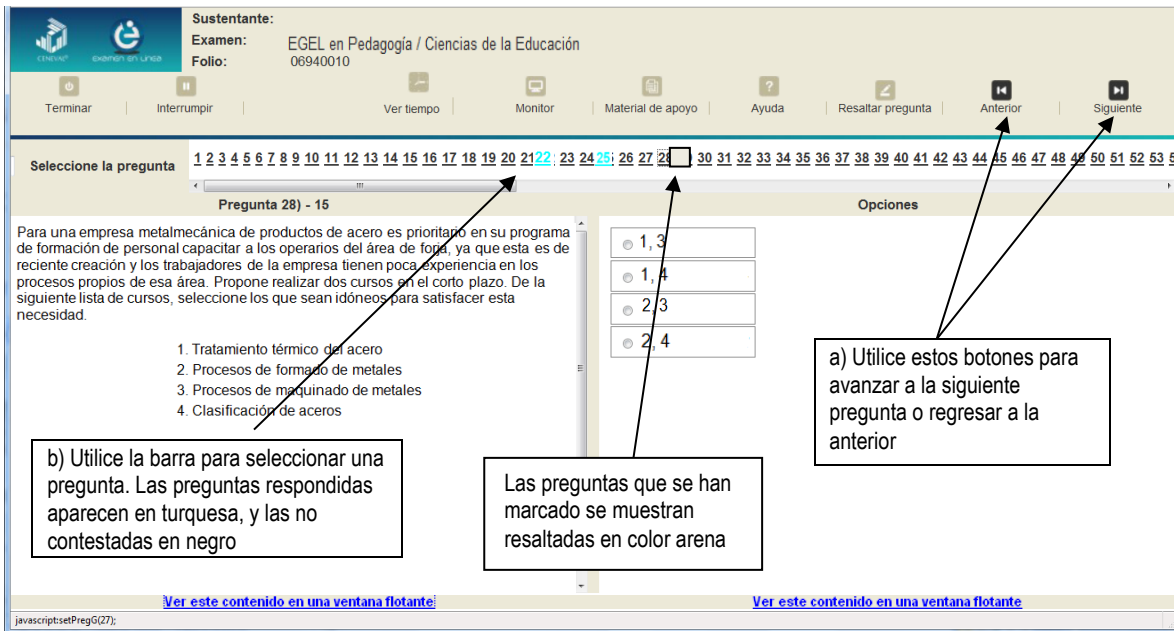 Sustentante:
Examen: EGEL en Pedagogía / Ciencias de la Educación
Folio: 06940010
CENEVAL® examen en línea
Terminar Interrumpir Ver tiempo Monitor Material de apoyo Ayuda Resaltar pregunta Anterior Siguiente
Seleccione la pregunta 1 2 3 4 5 6 7 8 9 10 11 12 13 14 15 16 17 18 19 20 21 22 23 24 25 26 27 28 30 31 32 33 34 35 36 37 38 39 40 41 42 43 44 45 46 47 48 49 50 51 52 53 5
Pregunta 28) - 15
Opciones
Para una empresa metalmecánica de productos de acero es prioritario en su programa
de formación de personal capacitar a los operarios del área de forja, ya que esta es de
reciente creación y los trabajadores de la empresa tienen poca experiencia en los
procesos propios de esa área. Propone realizar dos cursos en el corto plazo. De la
siguiente lista de cursos, seleccione los que sean idóneos para satisfacer esta
necesidad.
1. Tratamiento térmico del acero
2. Procesos de formado de metales
3. Procesos de maquinado de metales
4. Clasificación de aceros
1, 3
1, 4
2, 3
2, 4
a) Utilice estos botones para
avanzar a la siguiente
pregunta o regresar a la
anterior
b) Utilice la barra para seleccionar una
pregunta. Las preguntas respondidas
aparecen en turquesa, y las no
contestadas en negro
Las preguntas que se han
marcado se muestran
resaltadas en color arena
Ver este contenido en una ventana flotante
Ver este contenido en una ventana flotante
javascript:setPregG(27);